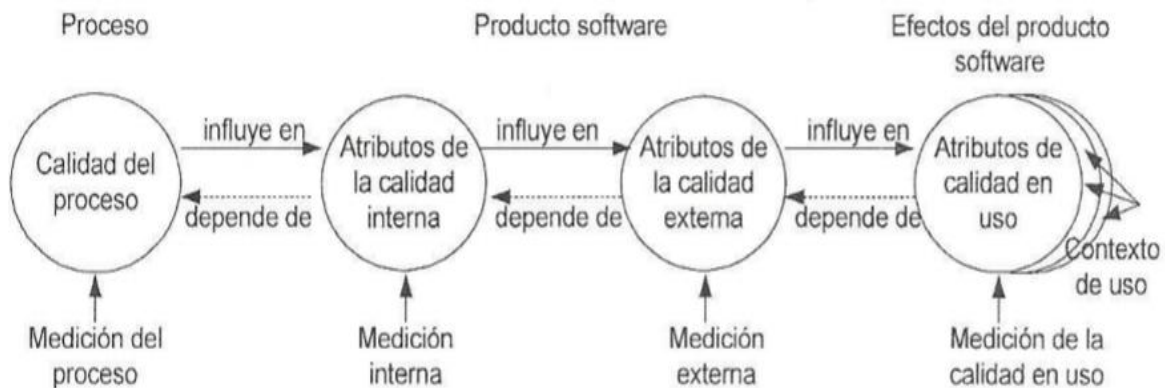 Proceso
Producto software
Efectos del producto
software
Calidad del
proceso
influye en
depende de
Atributos de
la calidad
interna
influye en
depende de
Atributos de
la calidad
externa
influye en
depende de
Atributos de
calidad en
uso
Contexto
de uso
Medición del
proceso
Medición
interna
Medición
externa
Medición de la
calidad en uso